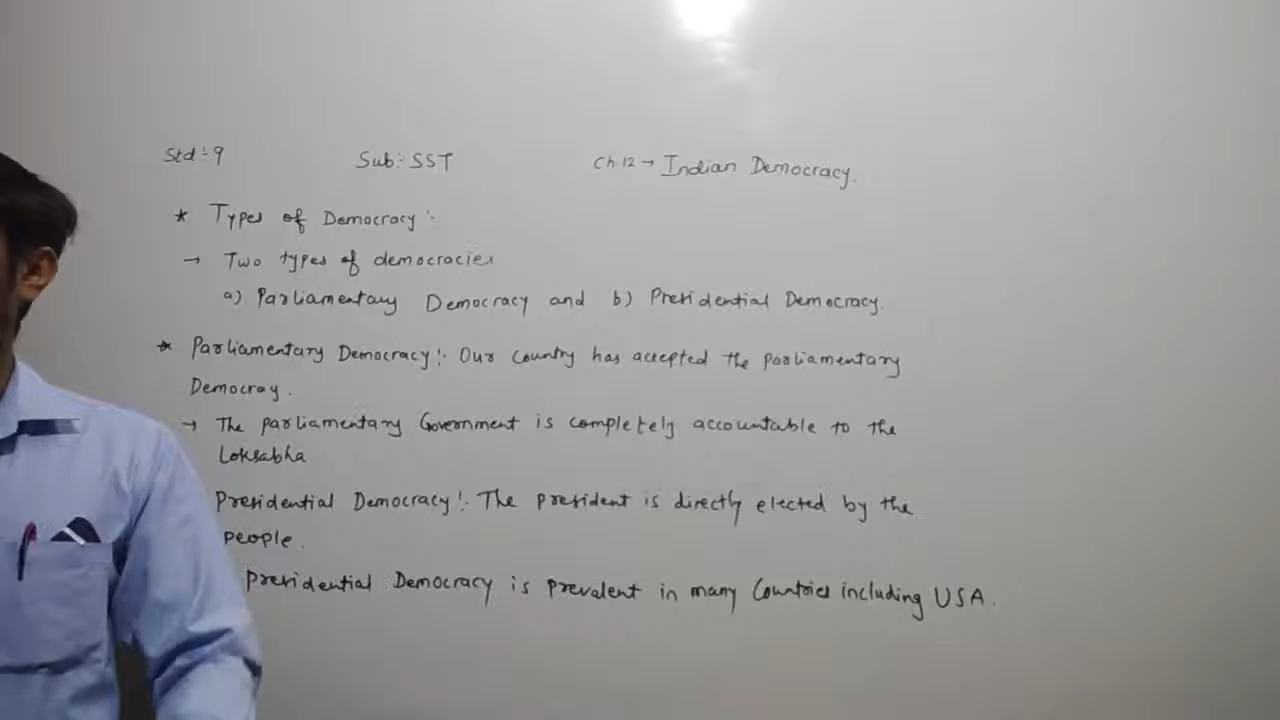 Std:-9 Sub:-SST Ch.12→ Indian Democracy.
* Types of Democracy:-
→ Two types of democracies
a) Parliamentary Democracy and b) Presidential Democracy.
* Parliamentary Democracy:- Our Country has accepted the parliamentary
Democray.
→ The parliamentary Government is completely accountable to the
Loksabha
Presidential Democracy:- The president is directly elected by the
people.
Presidential Democracy is prevalent in many Countries including USA.